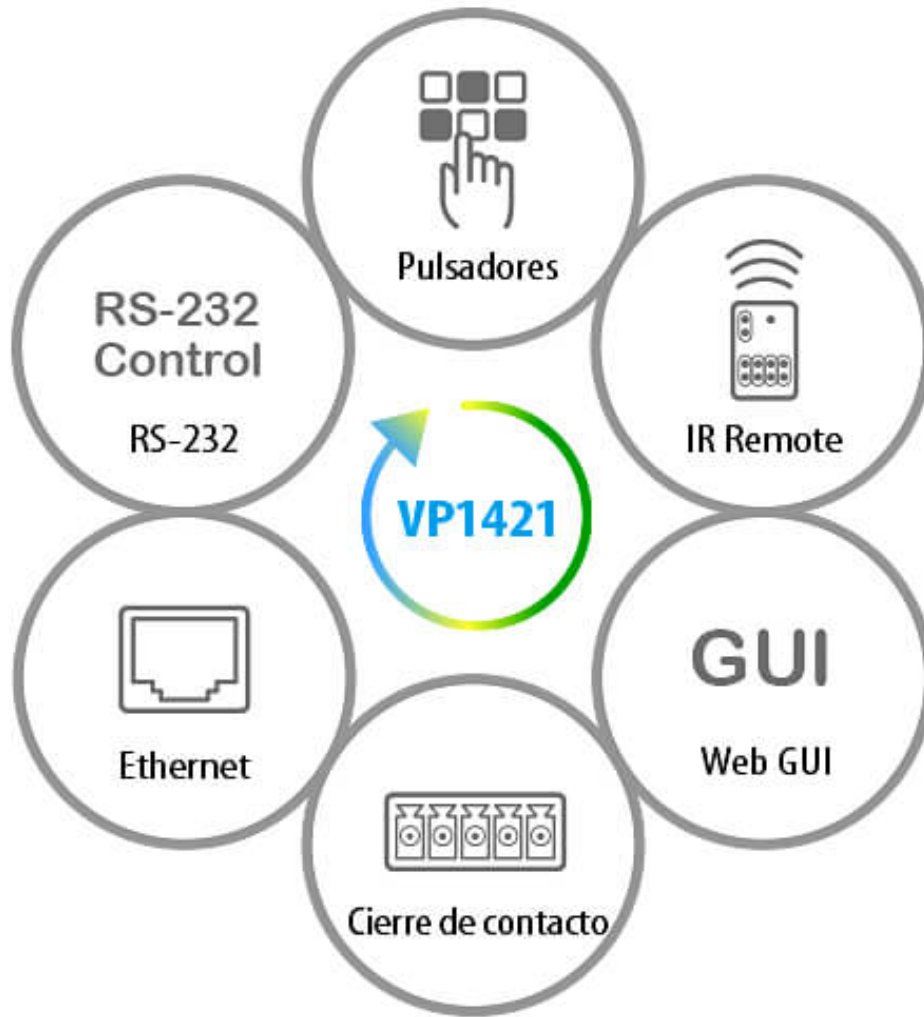 Pulsadores
RS-232
Control
RS-232
IR Remote
VP1421
Ethernet
GUI
Web GUI
Cierre de contacto